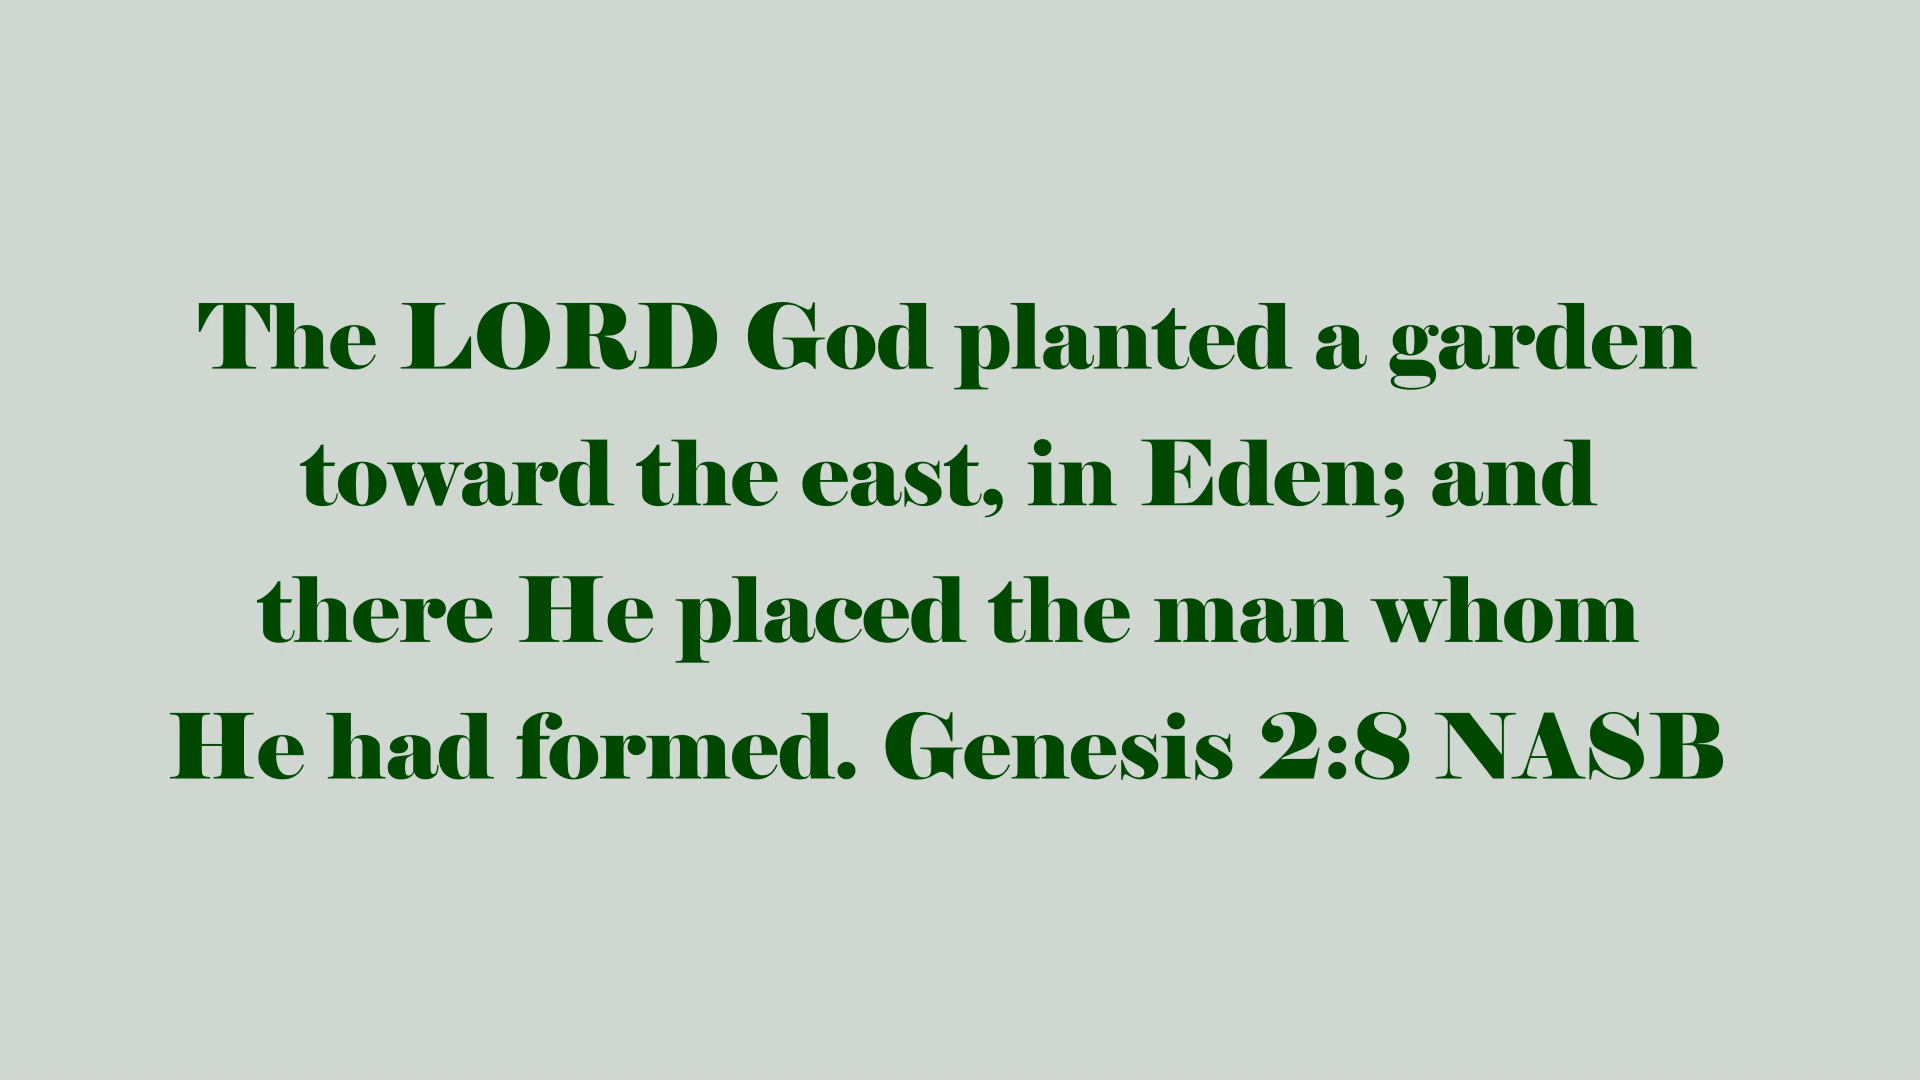 The LORD God planted a garden
toward the east, in Eden; and
there He placed the man whom
He had formed. Genesis 2:8 NASB